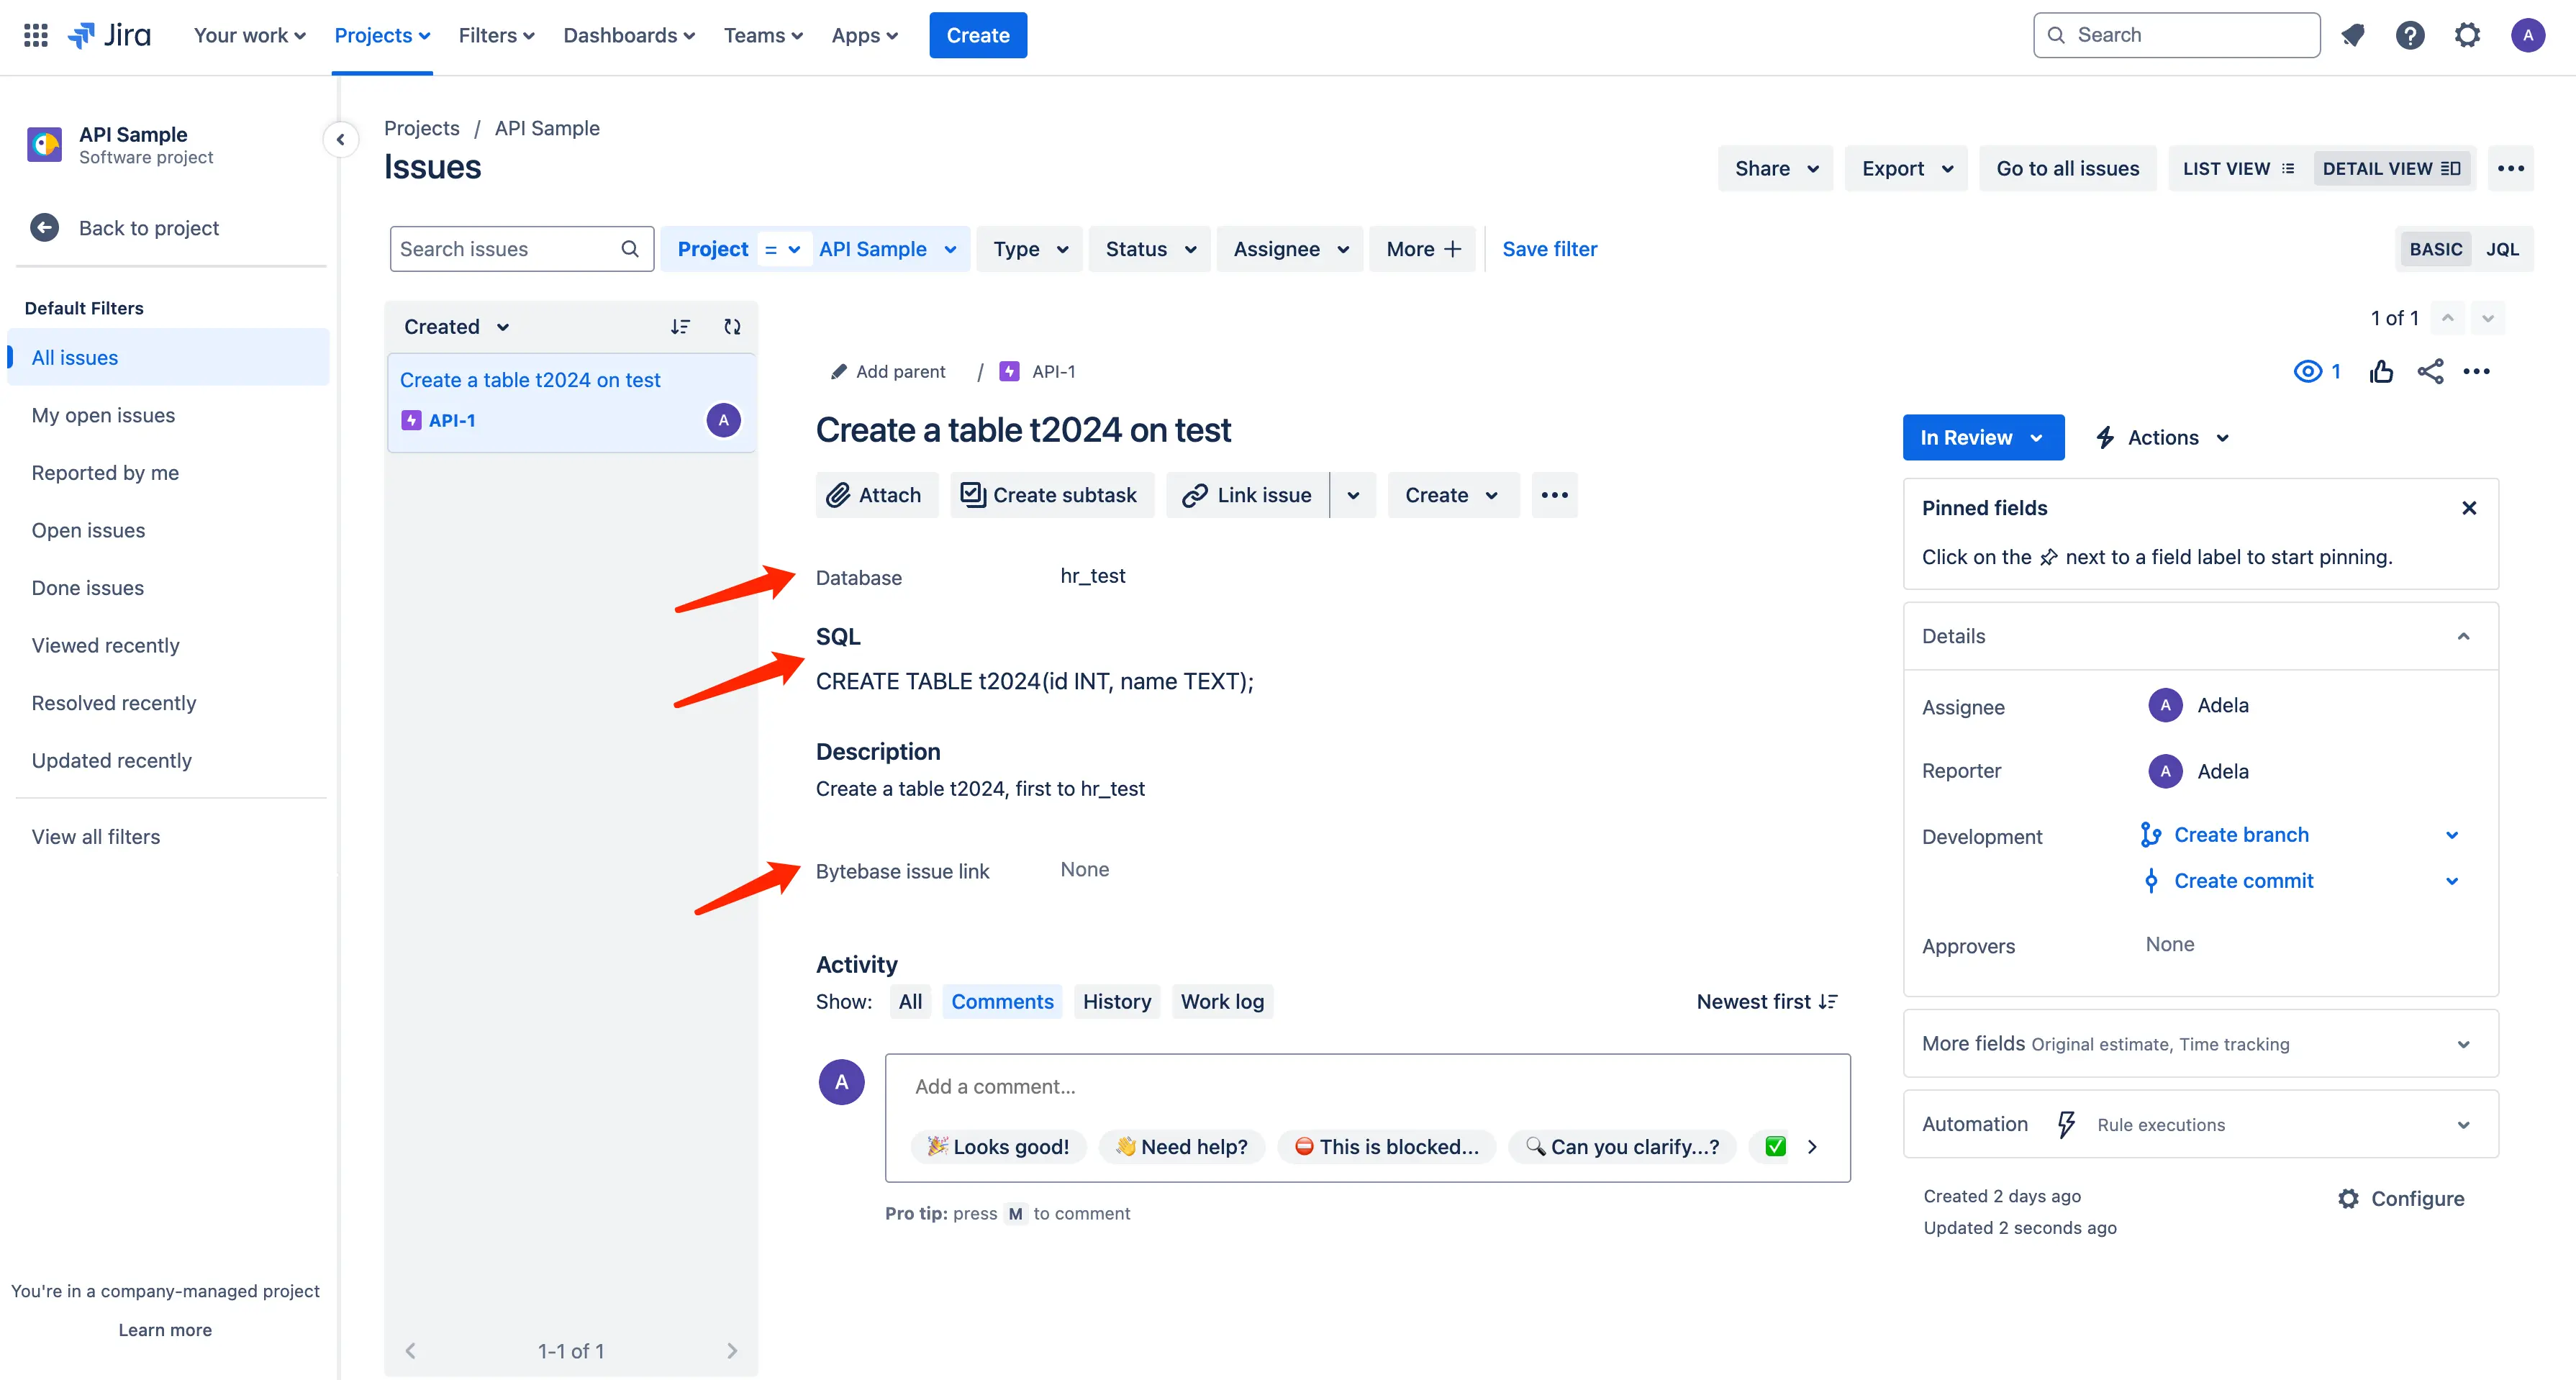 Jira Your work Projects Filters Dashboards Teams Apps Create Search A
API Sample
Software project
Back to project
Default Filters
All issues
My open issues
Reported by me
Open issues
Done issues
Viewed recently
Resolved recently
Updated recently
View all filters
You're in a company-managed project
Learn more
Projects / API Sample
Issues
Share Export Go to all issues LIST VIEW DETAIL VIEW
Search issues Project = API Sample Type Status Assignee More Save filter BASIC JQL
Created
Create a table t2024 on test
API-1 A
1-1 of 1
1 of 1
Add parent / API-1
1
Create a table t2024 on test
Attach Create subtask Link issue Create
Database hr_test
SQL
CREATE TABLE t2024(id INT, name TEXT);
Description
Create a table t2024, first to hr_test
Bytebase issue link None
Activity
Show: All Comments History Work log Newest first
A Add a comment...
Looks good! Need help? This is blocked... Can you clarify...?
Pro tip: press M to comment
In Review Actions
Pinned fields
Click on the next to a field label to start pinning.
Details
Assignee A Adela
Reporter A Adela
Development Create branch
Create commit
Approvers None
More fields Original estimate, Time tracking
Automation Rule executions
Created 2 days ago Configure
Updated 2 seconds ago